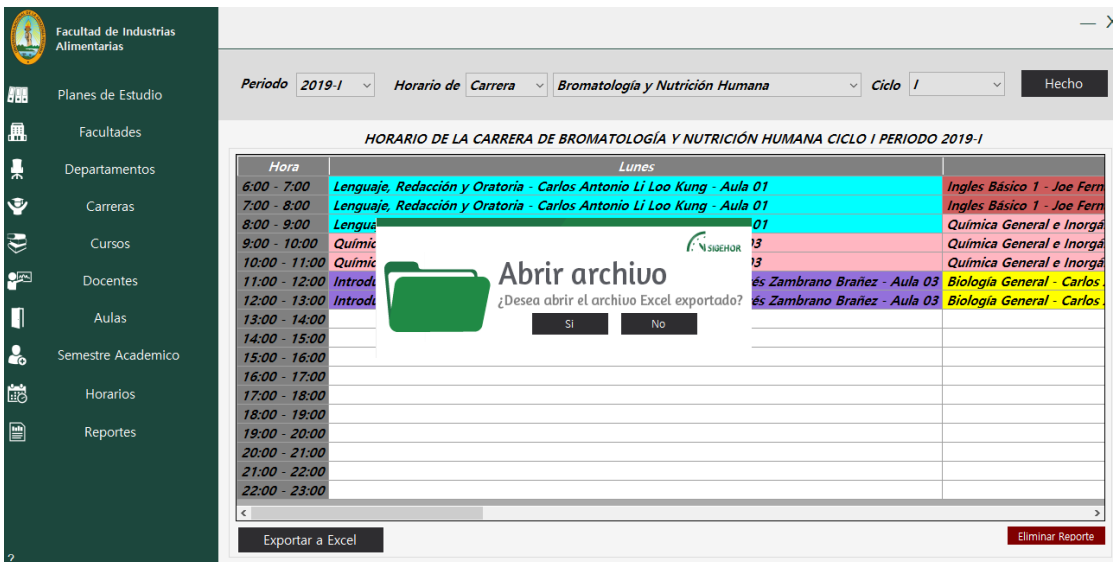 Facultad de Industrias
Alimentarias
Planes de Estudio
Facultades
Departamentos
Carreras
Cursos
Docentes
Aulas
Semestre Academico
Horarios
Reportes
?
Periodo 2019-I Horario de Carrera Bromatología y Nutrición Humana Ciclo I Hecho
HORARIO DE LA CARRERA DE BROMATOLOGÍA Y NUTRICIÓN HUMANA CICLO I PERIODO 2019-I
Hora Lunes
6:00 - 7:00 Lenguaje, Redacción y Oratoria - Carlos Antonio Li Loo Kung - Aula 01 Ingles Básico 1 - Joe Fern
7:00 - 8:00 Lenguaje, Redacción y Oratoria - Carlos Antonio Li Loo Kung - Aula 01 Ingles Básico 1 - Joe Fern
8:00 - 9:00 Lengua 01 Química General e Inorgá
9:00 - 10:00 Químic 03 Química General e Inorgá
10:00 - 11:00 Químic 03 Química General e Inorgá
11:00 - 12:00 Introdu és Zambrano Brañez - Aula 03 Biología General - Carlos
12:00 - 13:00 Introdu és Zambrano Brañez - Aula 03 Biología General - Carlos
13:00 - 14:00
14:00 - 15:00
15:00 - 16:00
16:00 - 17:00
17:00 - 18:00
18:00 - 19:00
19:00 - 20:00
20:00 - 21:00
21:00 - 22:00
22:00 - 23:00
SIGEHOR
Abrir archivo
¿Desea abrir el archivo Excel exportado?
Si No
Exportar a Excel Eliminar Reporte